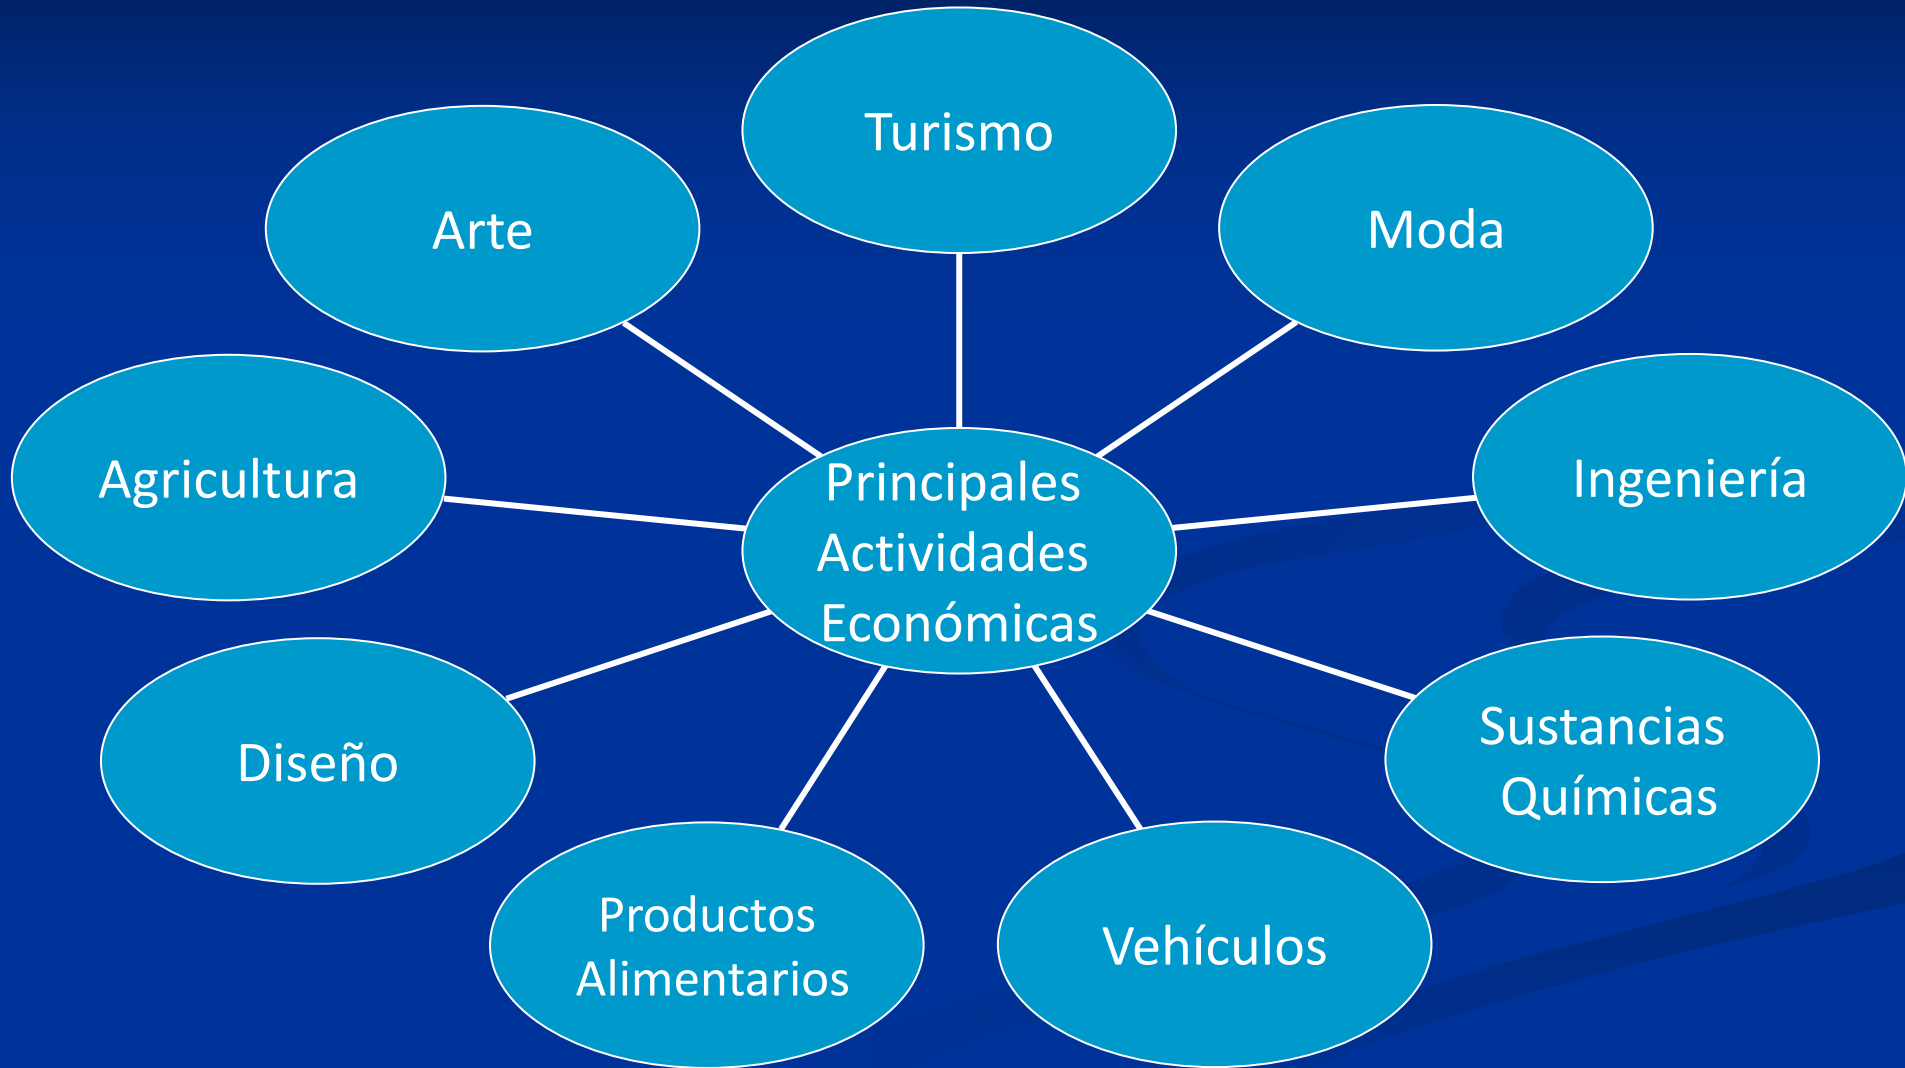 Turismo
Arte
Moda
Agricultura
Ingeniería
Principales
Actividades
Económicas
Diseño
Sustancias
Químicas
Productos
Alimentarios
Vehículos